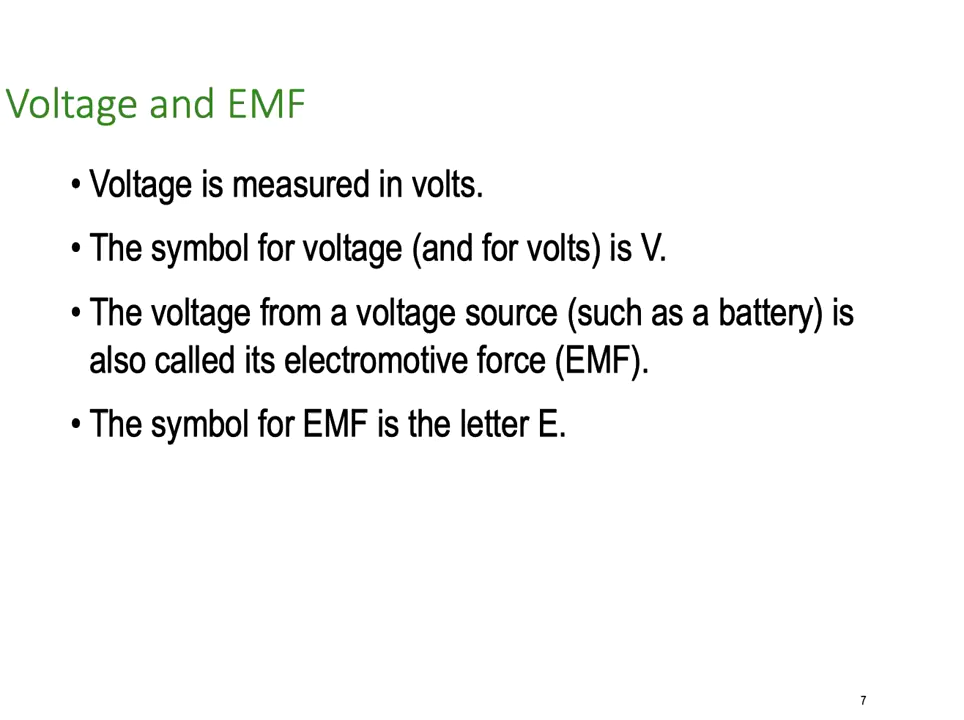 Voltage and EMF
• Voltage is measured in volts.
• The symbol for voltage (and for volts) is V.
• The voltage from a voltage source (such as a battery) is
also called its electromotive force (EMF).
• The symbol for EMF is the letter E.
7